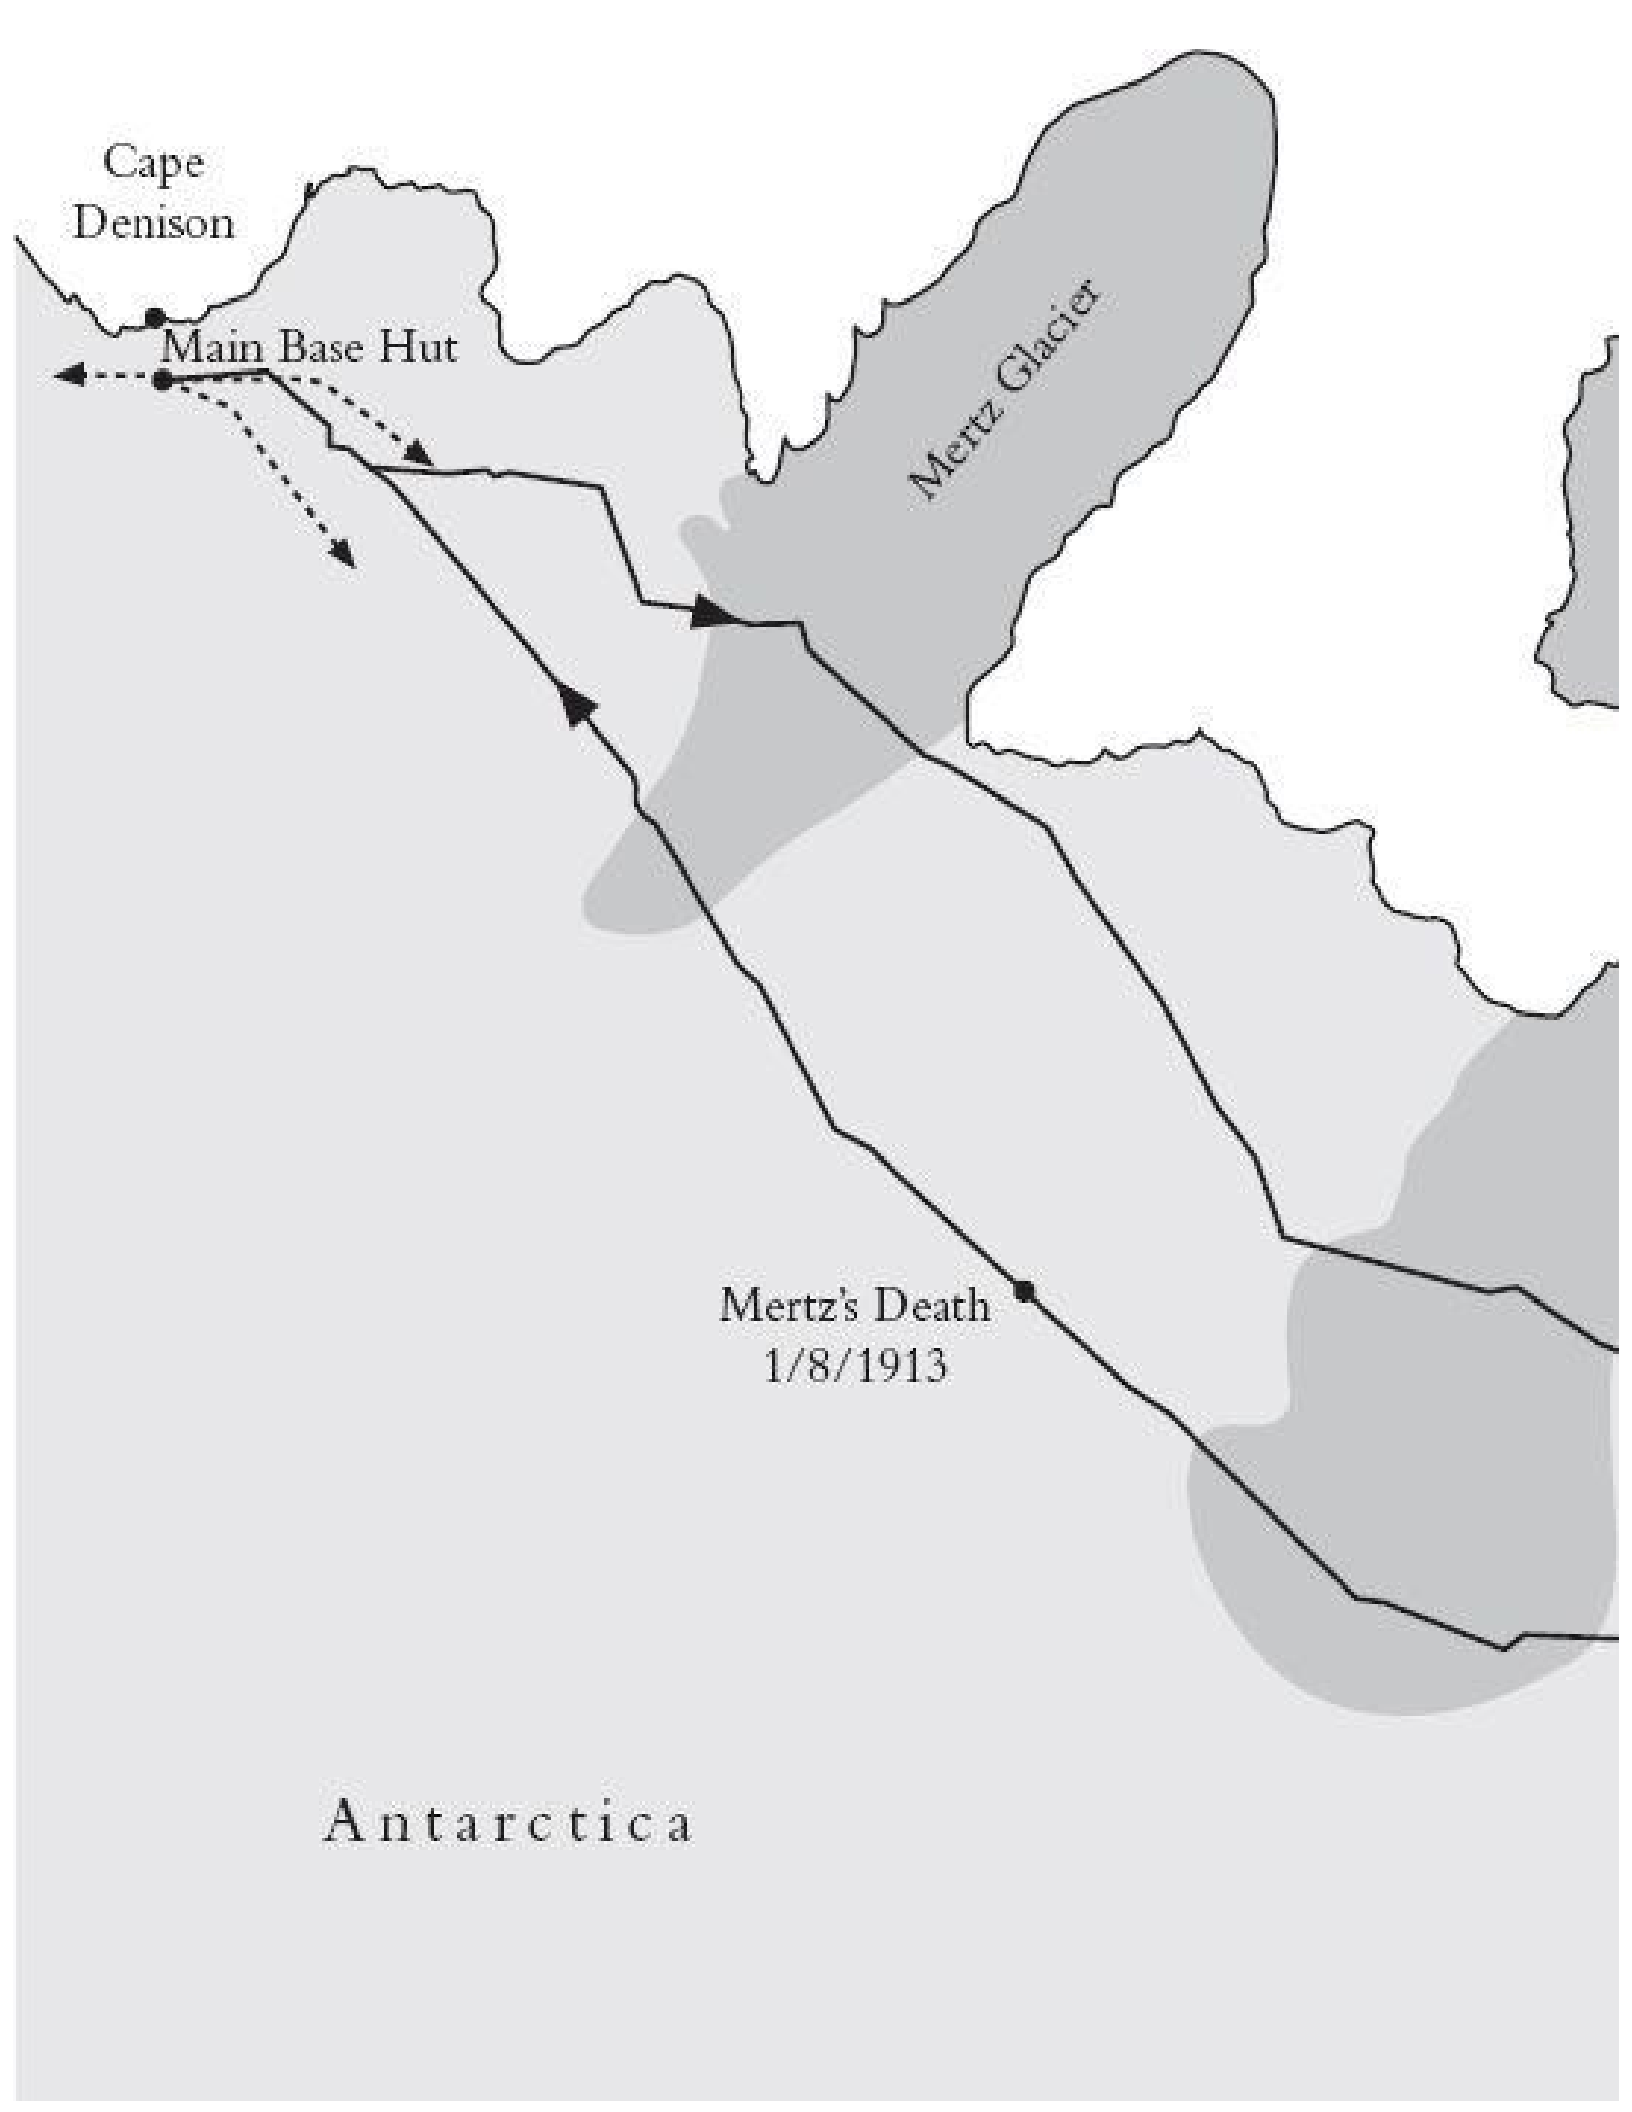 Cape
Denison
Main Base Hut
Mertz Glacier
Mertz's Death
1/8/1913
Antarctica